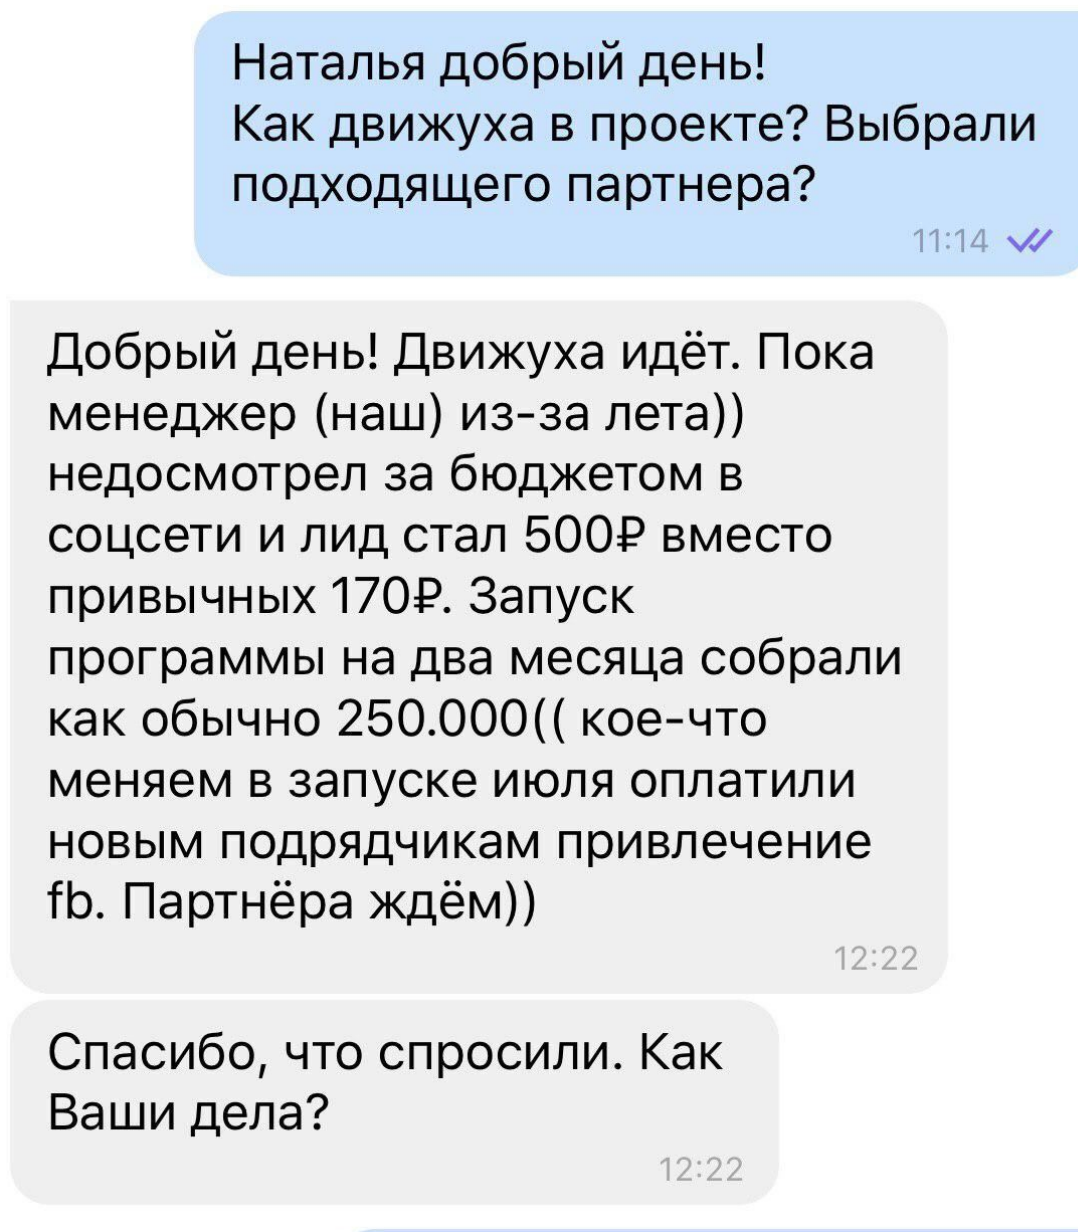 Наталья добрый день!
Как движуха в проекте? Выбрали
подходящего партнера?
11:14
Добрый день! Движуха идёт. Пока
менеджер (наш) из-за лета))
недосмотрел за бюджетом в
соцсети и лид стал 500₽ вместо
привычных 170₽. Запуск
программы на два месяца собрали
как обычно 250.000(( кое-что
меняем в запуске июля оплатили
новым подрядчикам привлечение
fb. Партнёра ждём))
12:22
Спасибо, что спросили. Как
Ваши дела?
12:22